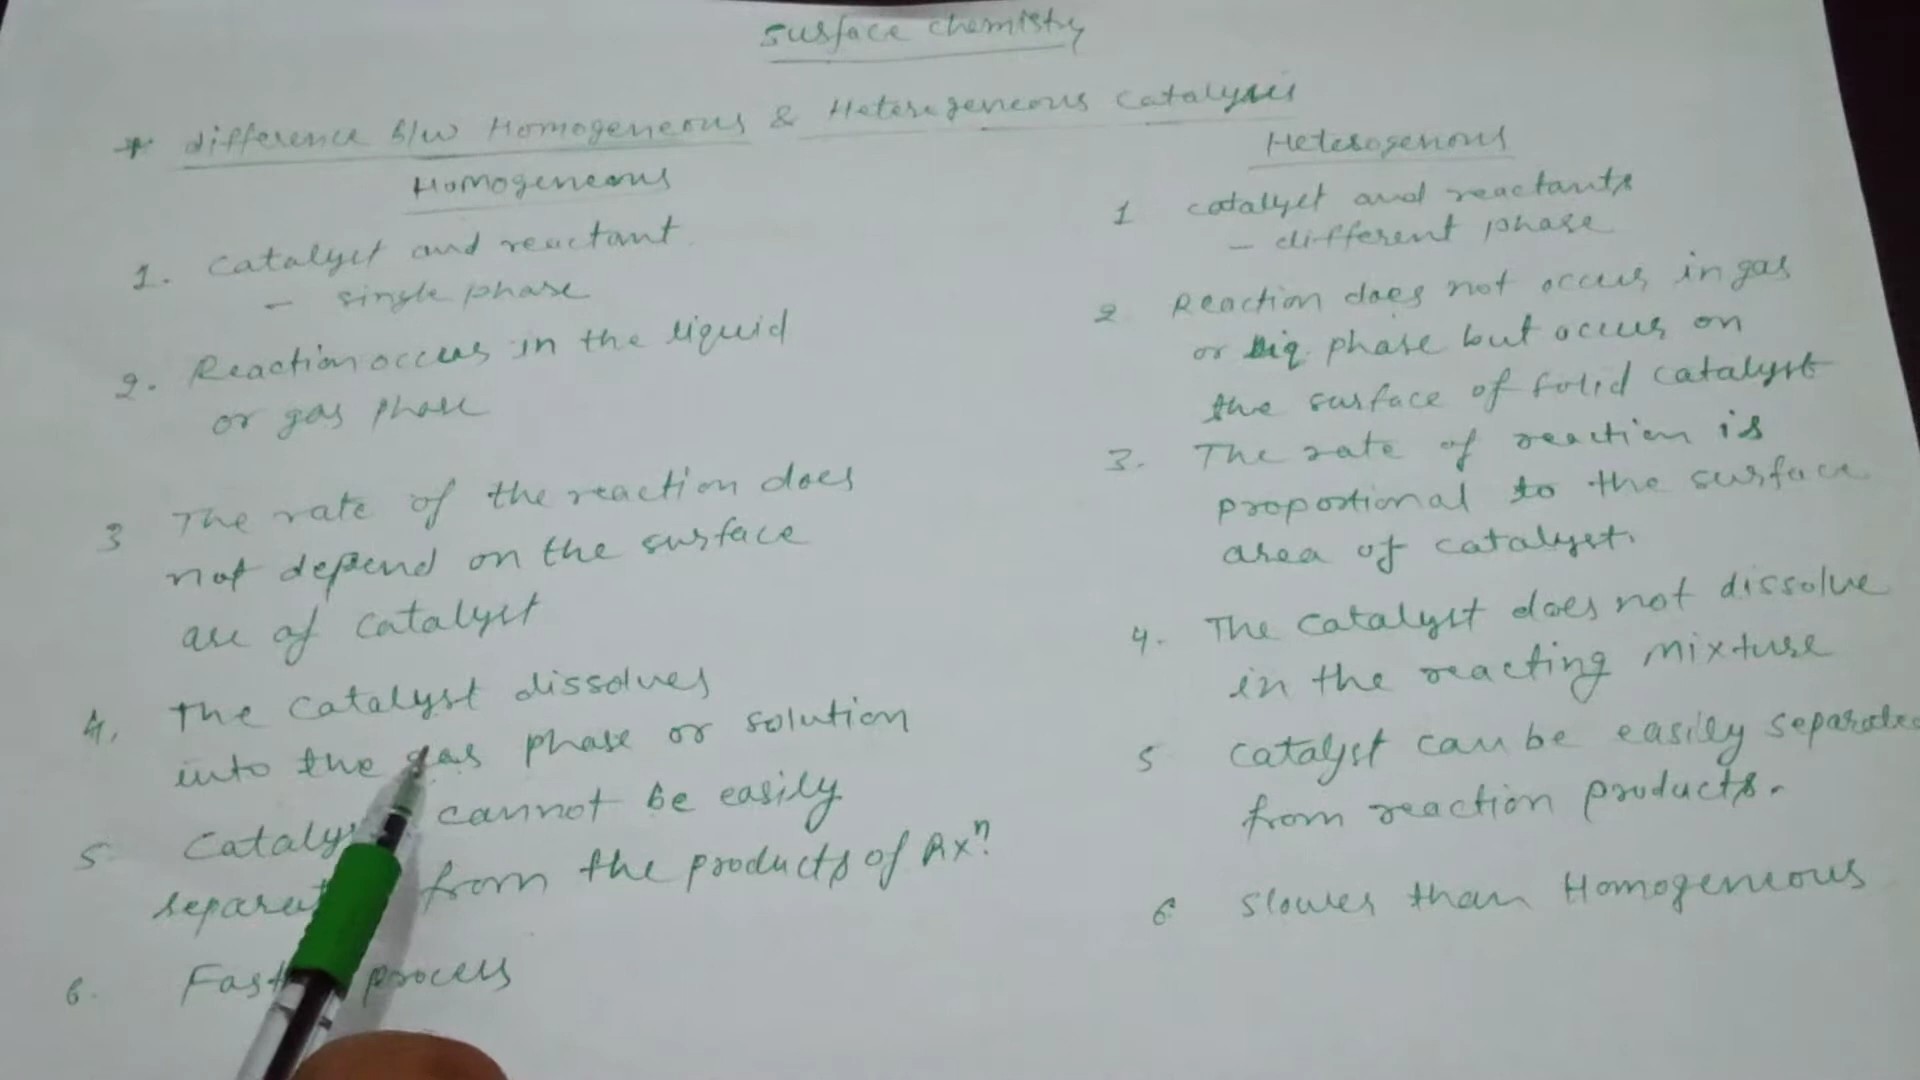 Surface chemistry
* difference b/w Homogeneous & Heterogeneous Catalysis
Homogeneous
1. Catalyst and reactant
- single phase
2. Reaction occurs in the liquid
or gas phase
3 The rate of the reaction does
not depend on the surface
are of catalyst
4. The catalyst dissolves
into the gas phase or solution
5 Catalyst cannot be easily
from the products of Rxn
6. process
Heterogenous
1 catalyst and reactants
- different phase
2 Reaction does not occurs in gas
or liq. phase but occurs on
the surface of solid catalyst
3. The rate of reaction is
proportional to the surface
area of catalyst.
4. The catalyst does not dissolve
in the reacting mixture
5 catalyst can be easily separated
from reaction products.
6 slower than Homogeneous